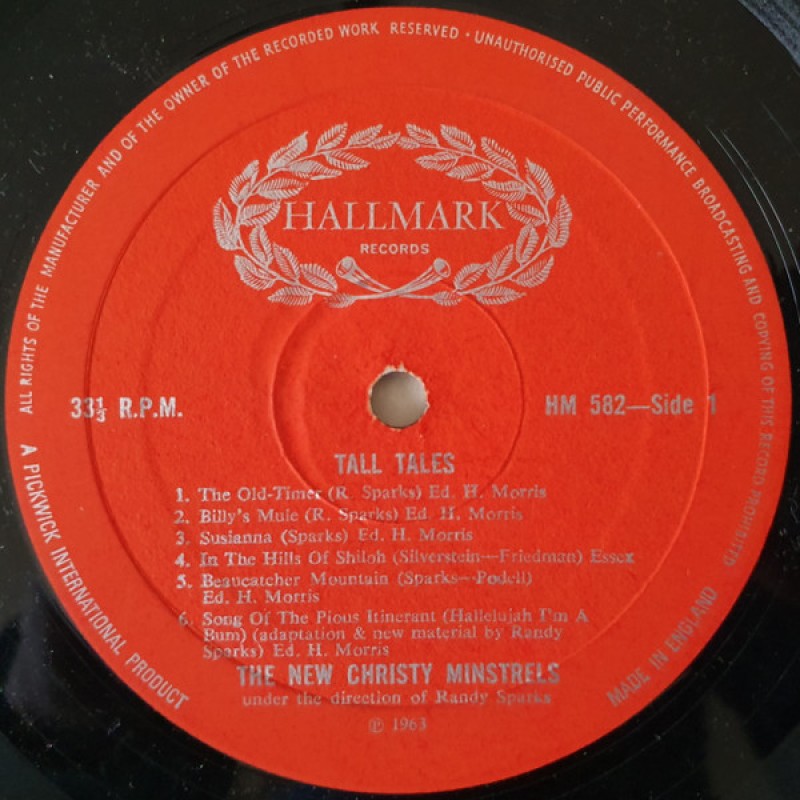 ALL RIGHTS OF THE MANUFACTURER AND OF THE OWNER OF THE RECORDED WORK RESERVED · UNAUTHORISED PUBLIC PERFORMANCE BROADCASTING AND COPYING OF THIS RECORD PROHIBITED
HALLMARK
RECORDS
33⅓ R.P.M.
HM 582—Side 1
TALL TALES
1. The Old-Timer (R. Sparks) Ed. H. Morris
2. Billy's Mule (R. Sparks) Ed. H. Morris
3. Susianna (Sparks) Ed. H. Morris
4. In The Hills Of Shiloh (Silverstein—Friedman) Essex
5. Beaucatcher Mountain (Sparks—Podell)
Ed. H. Morris
6. Song Of The Pious Itinerant (Hallelujah I'm A
Bum) (adaptation & new material by Randy
Sparks) Ed. H. Morris
THE NEW CHRISTY MINSTRELS
under the direction of Randy Sparks
℗ 1963
A PICKWICK INTERNATIONAL PRODUCT
MADE IN ENGLAND